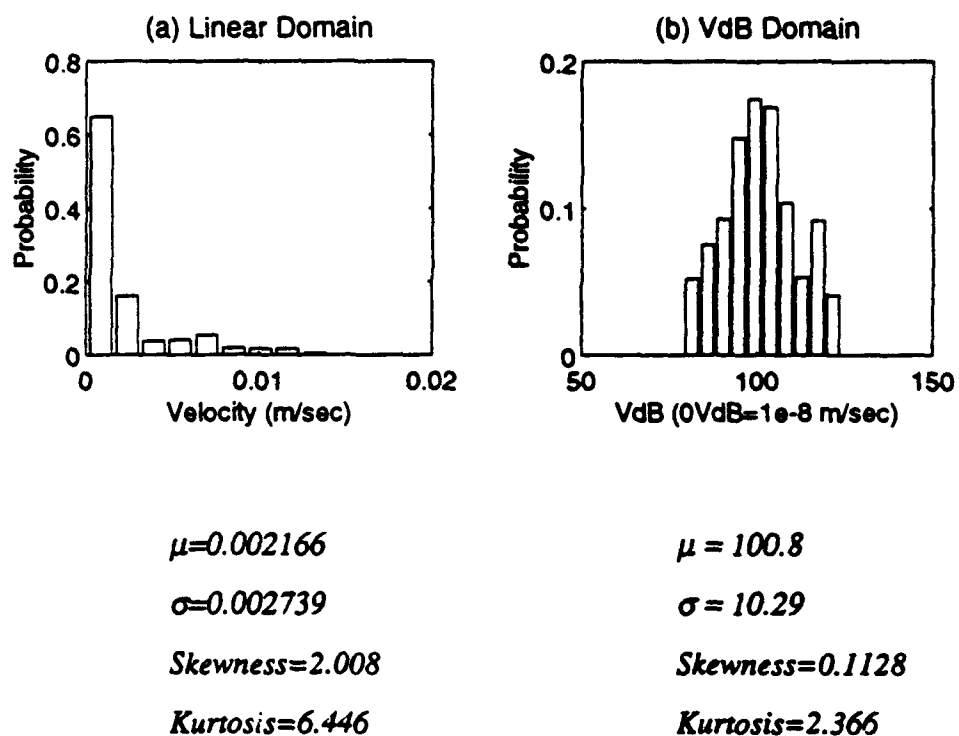 (a) Linear Domain
0.8
0.6
0.4
0.2
0
Probability
0
0.01
0.02
Velocity (m/sec)
(b) VdB Domain
0.2
0.1
0
Probability
50
100
150
VdB (0VdB=1e-8 m/sec)
μ=0.002166
σ=0.002739
Skewness=2.008
Kurtosis=6.446
μ = 100.8
σ = 10.29
Skewness=0.1128
Kurtosis=2.366